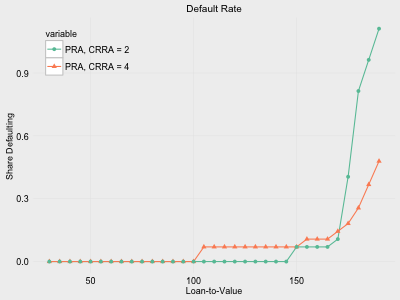 Default Rate
variable
PRA, CRRA = 2
PRA, CRRA = 4
Share Defaulting
0.9
0.6
0.3
0.0
50
100
150
Loan-to-Value